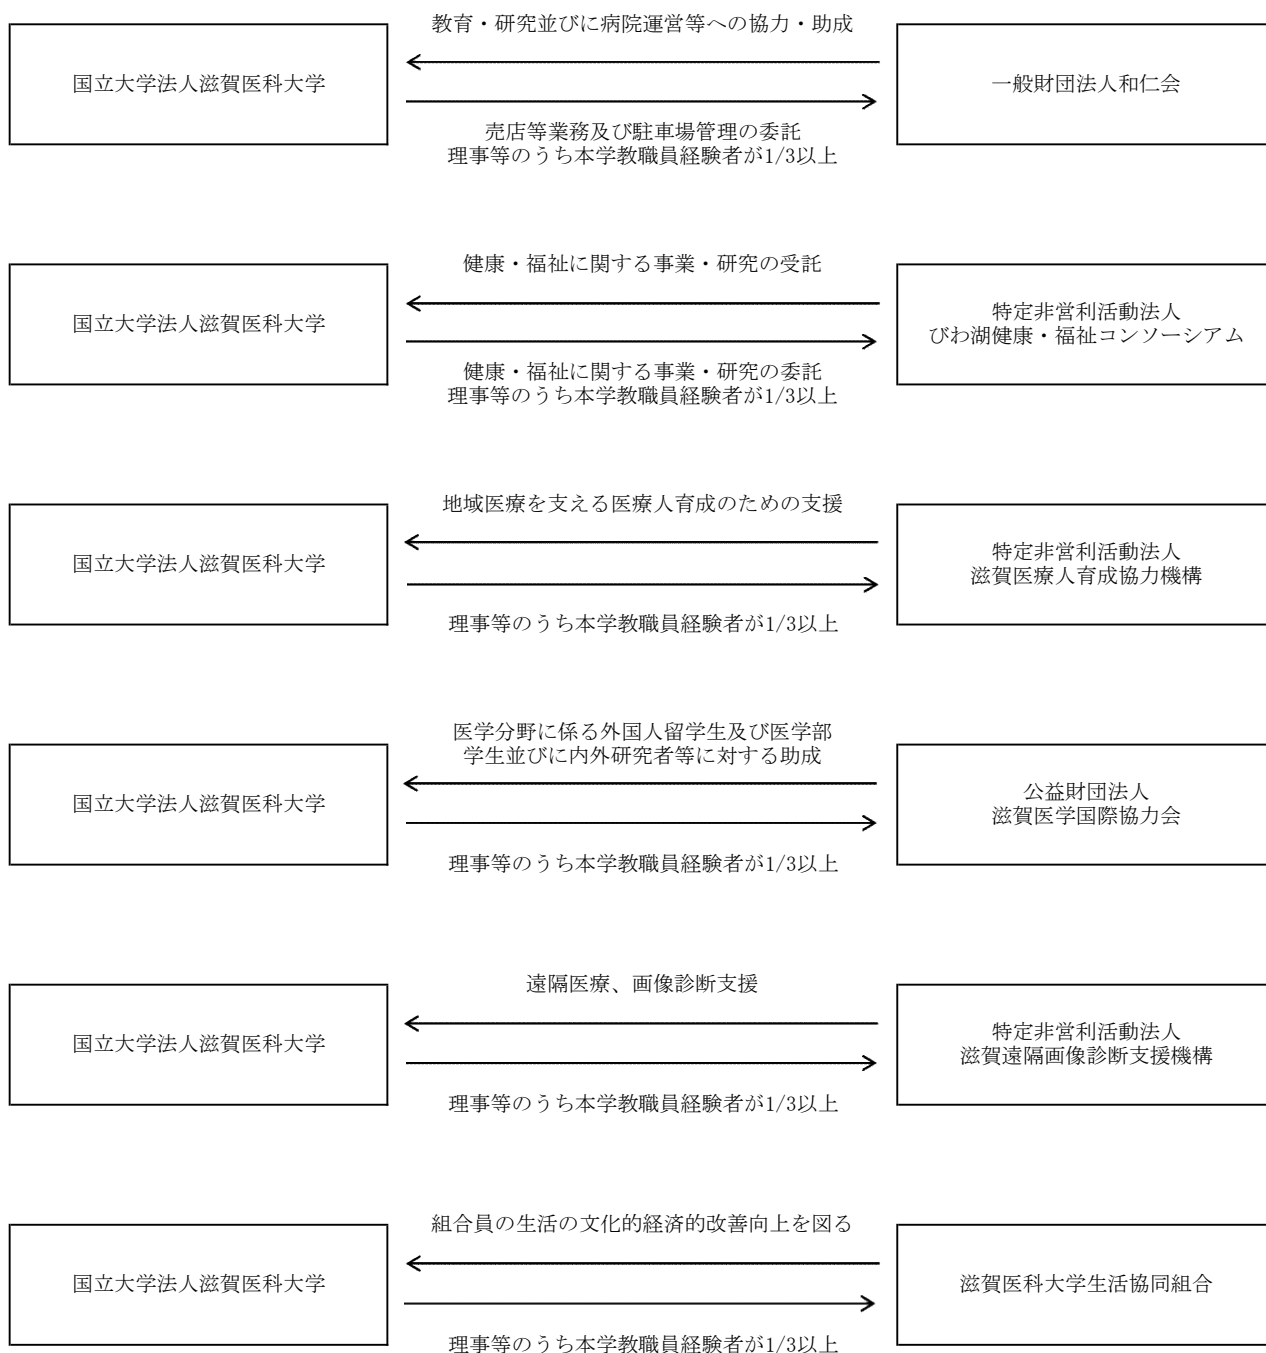 教育・研究並びに病院運営等への協力・助成
国立大学法人滋賀医科大学
一般財団法人和仁会
売店等業務及び駐車場管理の委託
理事等のうち本学教職員経験者が1/3以上
健康・福祉に関する事業・研究の受託
国立大学法人滋賀医科大学
特定非営利活動法人
びわ湖健康・福祉コンソーシアム
健康・福祉に関する事業・研究の委託
理事等のうち本学教職員経験者が1/3以上
地域医療を支える医療人育成のための支援
国立大学法人滋賀医科大学
特定非営利活動法人
滋賀医療人育成協力機構
理事等のうち本学教職員経験者が1/3以上
医学分野に係る外国人留学生及び医学部
学生並びに内外研究者等に対する助成
国立大学法人滋賀医科大学
公益財団法人
滋賀医学国際協力会
理事等のうち本学教職員経験者が1/3以上
遠隔医療、画像診断支援
国立大学法人滋賀医科大学
特定非営利活動法人
滋賀遠隔画像診断支援機構
理事等のうち本学教職員経験者が1/3以上
組合員の生活の文化的経済的改善向上を図る
国立大学法人滋賀医科大学
滋賀医科大学生活協同組合
理事等のうち本学教職員経験者が1/3以上